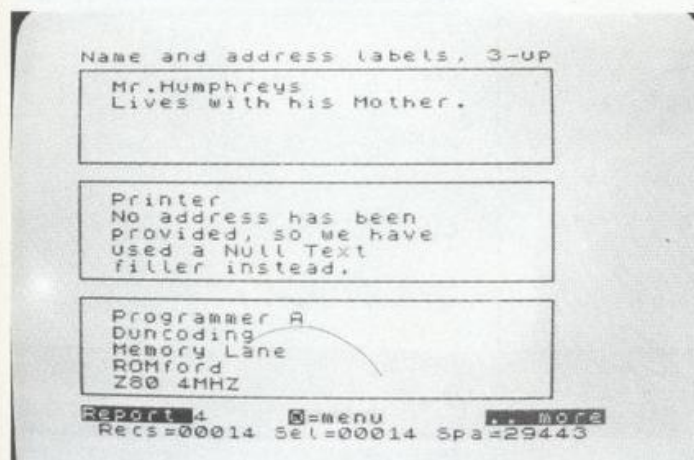 Name and address labels, 3-up
Mr.Humphreys
Lives with his Mother.
Printer
No address has been
provided, so we have
used a Null Text
filler instead.
Programmer A
Duncoding
Memory Lane
ROMford
Z80 4MHZ
Report 4 @=menu .. more
Recs=00014 Sel=00014 Spa=29443